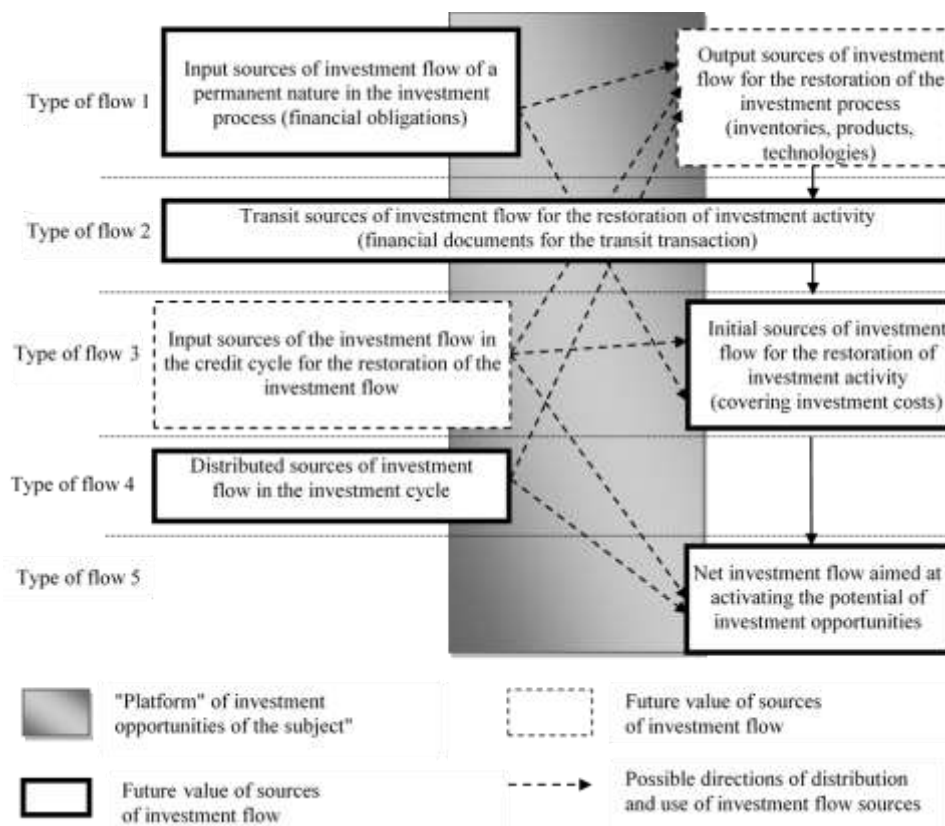 Type of flow 1
Input sources of investment flow of a
permanent nature in the investment
process (financial obligations)
Output sources of investment
flow for the restoration of the
investment process
(inventories, products,
technologies)
Type of flow 2
Transit sources of investment flow for the restoration of investment activity
(financial documents for the transit transaction)
Type of flow 3
Input sources of the investment flow in
the credit cycle for the restoration of the
investment flow
Initial sources of investment
flow for the restoration of
investment activity
(covering investment costs)
Type of flow 4
Distributed sources of investment
flow in the investment cycle
Type of flow 5
Net investment flow aimed at
activating the potential of
investment opportunities
"Platform" of investment
opportunities of the subject"
Future value of sources
of investment flow
Future value of sources
of investment flow
Possible directions of distribution
and use of investment flow sources